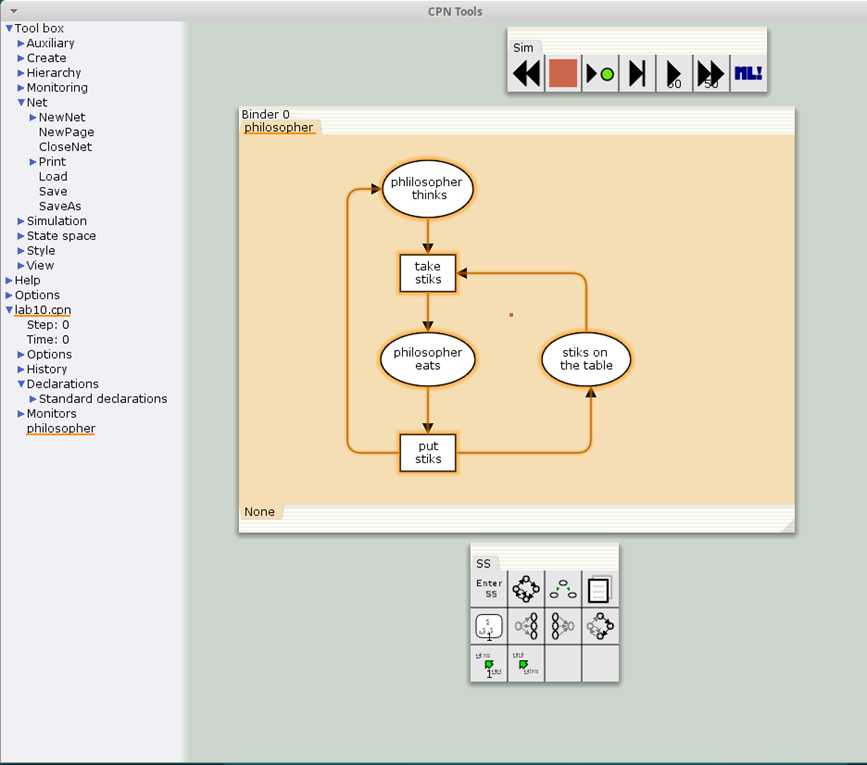 CPN Tools
Tool box
Auxiliary
Create
Hierarchy
Monitoring
Net
NewNet
NewPage
CloseNet
Print
Load
Save
SaveAs
Simulation
State space
Style
View
Help
Options
lab10.cpn
Step: 0
Time: 0
Options
History
Declarations
Standard declarations
Monitors
philosopher
Sim
50
50
ML!
Binder 0
philosopher
phlilosopher
thinks
take
stiks
philosopher
eats
stiks on
the table
put
stiks
None
SS
Enter
SS
1
1